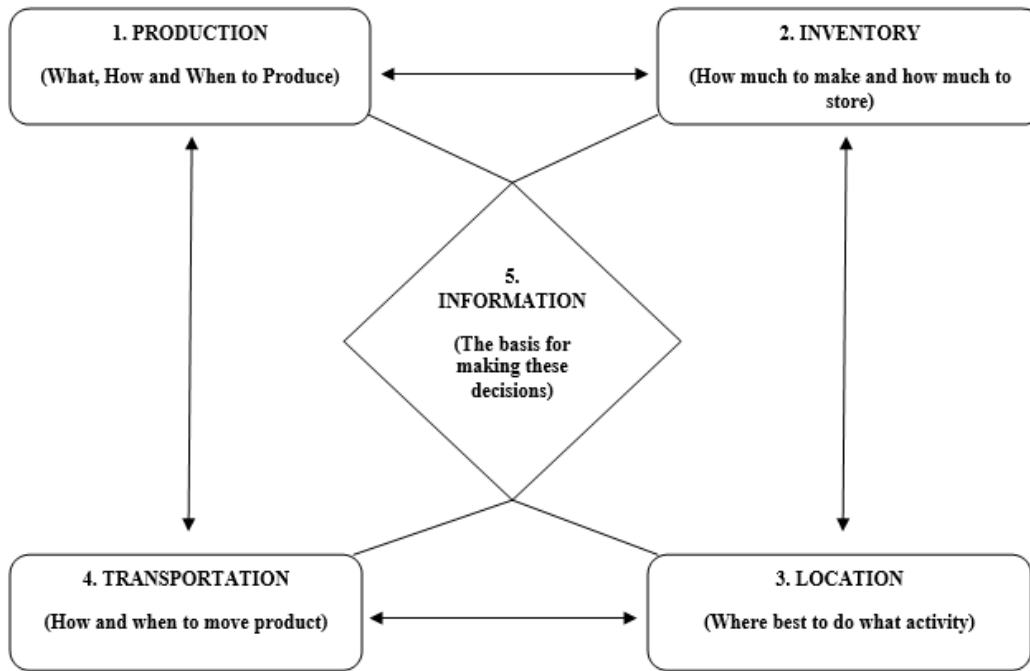 1. PRODUCTION
(What, How and When to Produce)
2. INVENTORY
(How much to make and how much to
store)
5.
INFORMATION
(The basis for
making these
decisions)
4. TRANSPORTATION
(How and when to move product)
3. LOCATION
(Where best to do what activity)